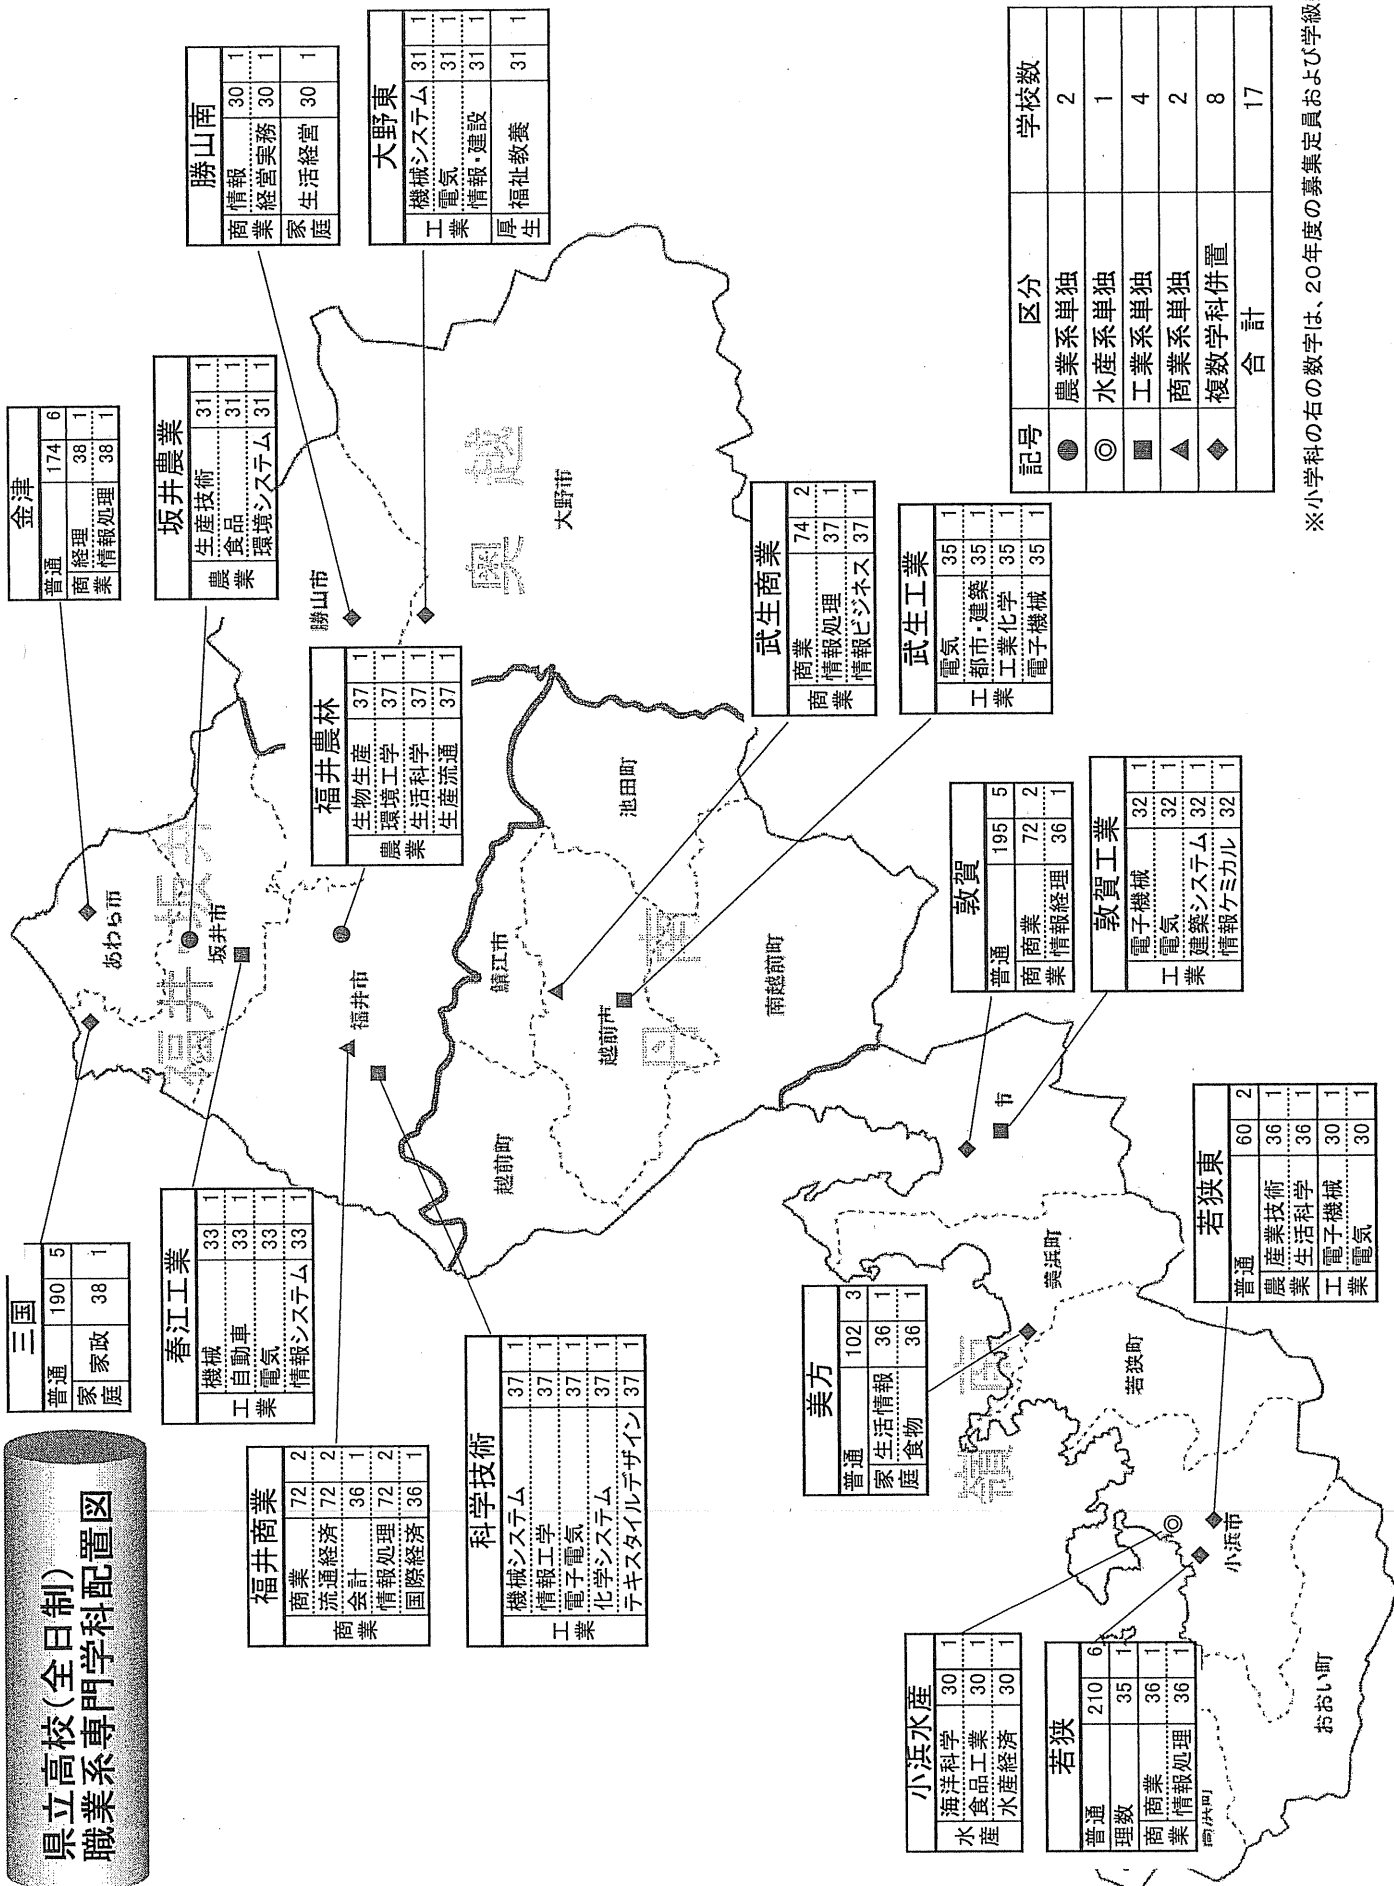 県立高校(全日制)
職業系専門学科配置図
三国
普通 190 5
家庭 家政 38 1
金津
普通 174 6
商業 経理 38 1
情報処理 38 1
坂井農業
農業 生産技術 31 1
食品 31 1
環境システム 31 1
勝山南
商業 情報 30 1
経営実務 30 1
家庭 生活経営 30 1
大野東
工業 機械システム 31 1
電気 31 1
情報・建設 31 1
厚生 福祉教養 31 1
春江工業
工業 機械 33 1
自動車 33 1
電気 33 1
情報システム 33 1
福井農林
農業 生物生産 37 1
環境工学 37 1
生活科学 37 1
生産流通 37 1
福井商業
商業 商業 72 2
流通経済 72 2
会計 36 1
情報処理 72 2
国際経済 36 1
科学技術
工業 機械システム 37 1
情報工学 37 1
電子電気 37 1
化学システム 37 1
テキスタイルデザイン 37 1
武生商業
商業 商業 74 2
情報処理 37 1
情報ビジネス 37 1
武生工業
工業 電気 35 1
都市・建築 35 1
工業化学 35 1
電子機械 35 1
敦賀
普通 195 5
商業 商業 72 2
情報経理 36 1
敦賀工業
工業 電子機械 32 1
電気 32 1
建築システム 32 1
情報ケミカル 32 1
美方
普通 102 3
家庭 生活情報 36 1
食物 36 1
若狭東
普通 60 2
農業 産業技術 36 1
生活科学 36 1
工業 電子機械 30 1
電気 30 1
小浜水産
水産 海洋科学 30 1
食品工業 30 1
水産経済 30 1
若狭
普通 210 6
理数 35 1
商業 商業 36 1
情報処理 36 1
福井・坂井
奥越
丹南
嶺南
あわら市
坂井市
福井市
勝山市
大野市
池田町
鯖江市
越前市
越前町
南越前町
市
美浜町
若狭町
小浜市
おおい町
高浜町
記号 区分 学校数
● 農業系単独 2
◎ 水産系単独 1
■ 工業系単独 4
▲ 商業系単独 2
◆ 複数学科併置 8
合計 17
※小学科の右の数字は、20年度の募集定員および学級